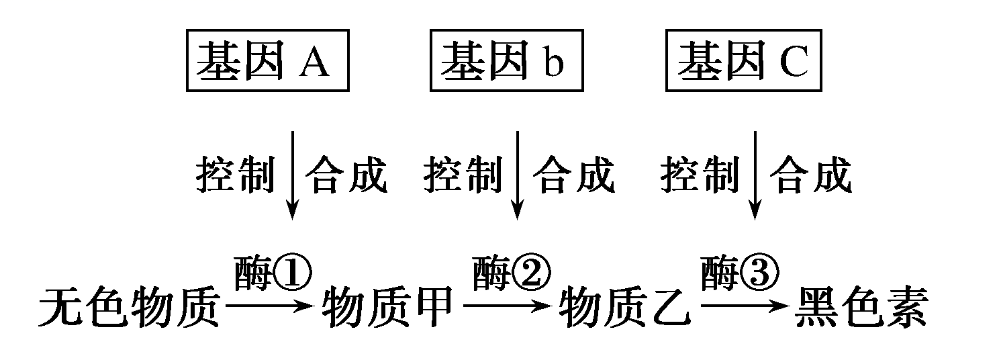 基因 A 基因 b 基因 C
控制 合成 控制 合成 控制 合成
酶① 酶② 酶③
无色物质 物质甲 物质乙 黑色素